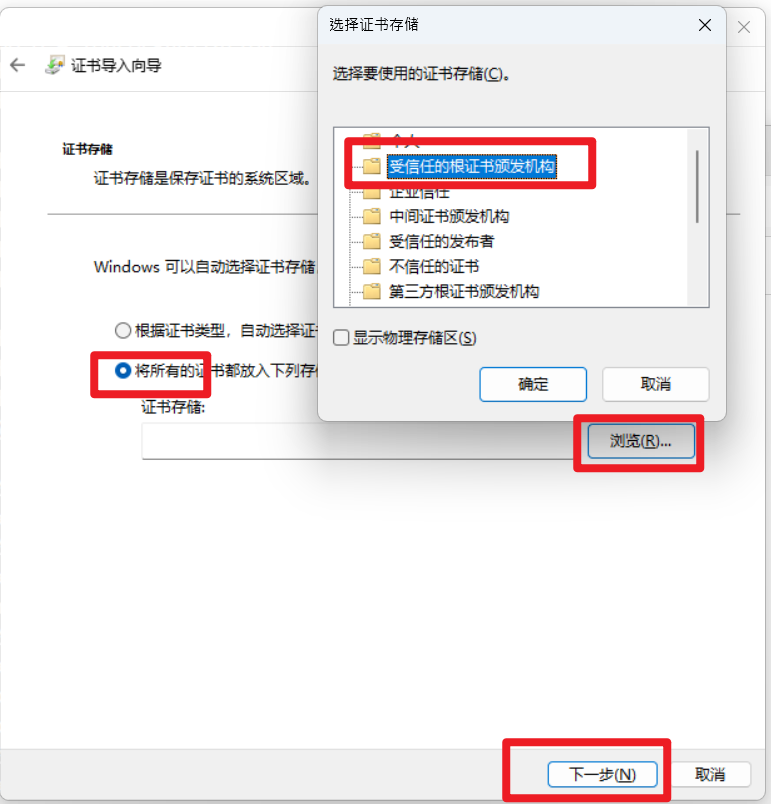 选择证书存储
证书导入向导
选择要使用的证书存储(C)。
个人
受信任的根证书颁发机构
企业信任
中间证书颁发机构
受信任的发布者
不信任的证书
第三方根证书颁发机构
显示物理存储区(S)
确定
取消
证书存储
证书存储是保存证书的系统区域。
Windows 可以自动选择证书存储
根据证书类型，自动选择证
将所有的证书都放入下列存
证书存储:
浏览(R)...
下一步(N)
取消